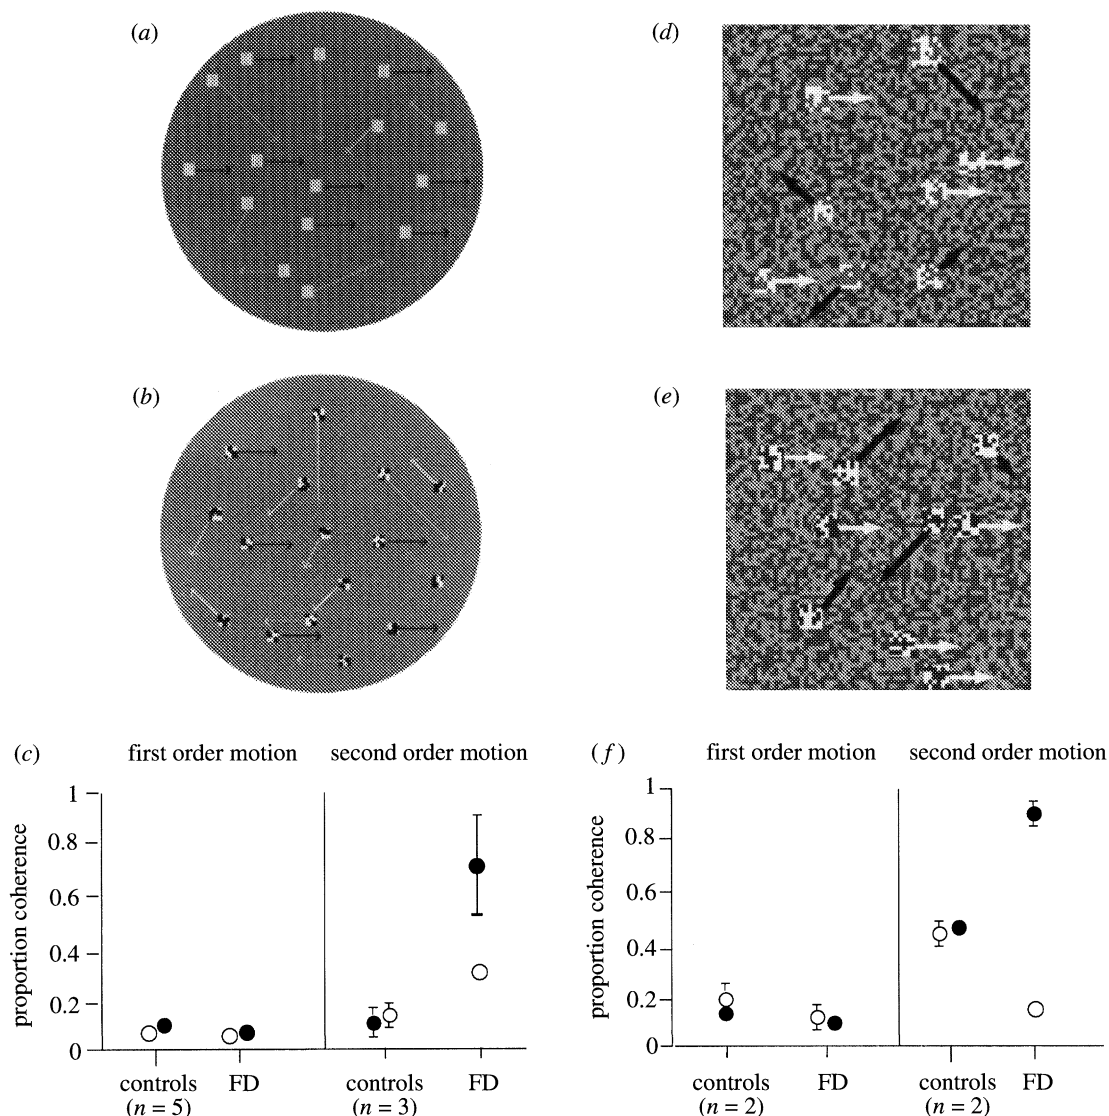 (a)
(d)
(b)
(e)
(c) first order motion second order motion
proportion coherence
1
0.8
0.6
0.4
0.2
0
controls FD controls FD
(n = 5) (n = 3)
(f) first order motion second order motion
proportion coherence
1
0.8
0.6
0.4
0.2
0
controls FD controls FD
(n = 2) (n = 2)